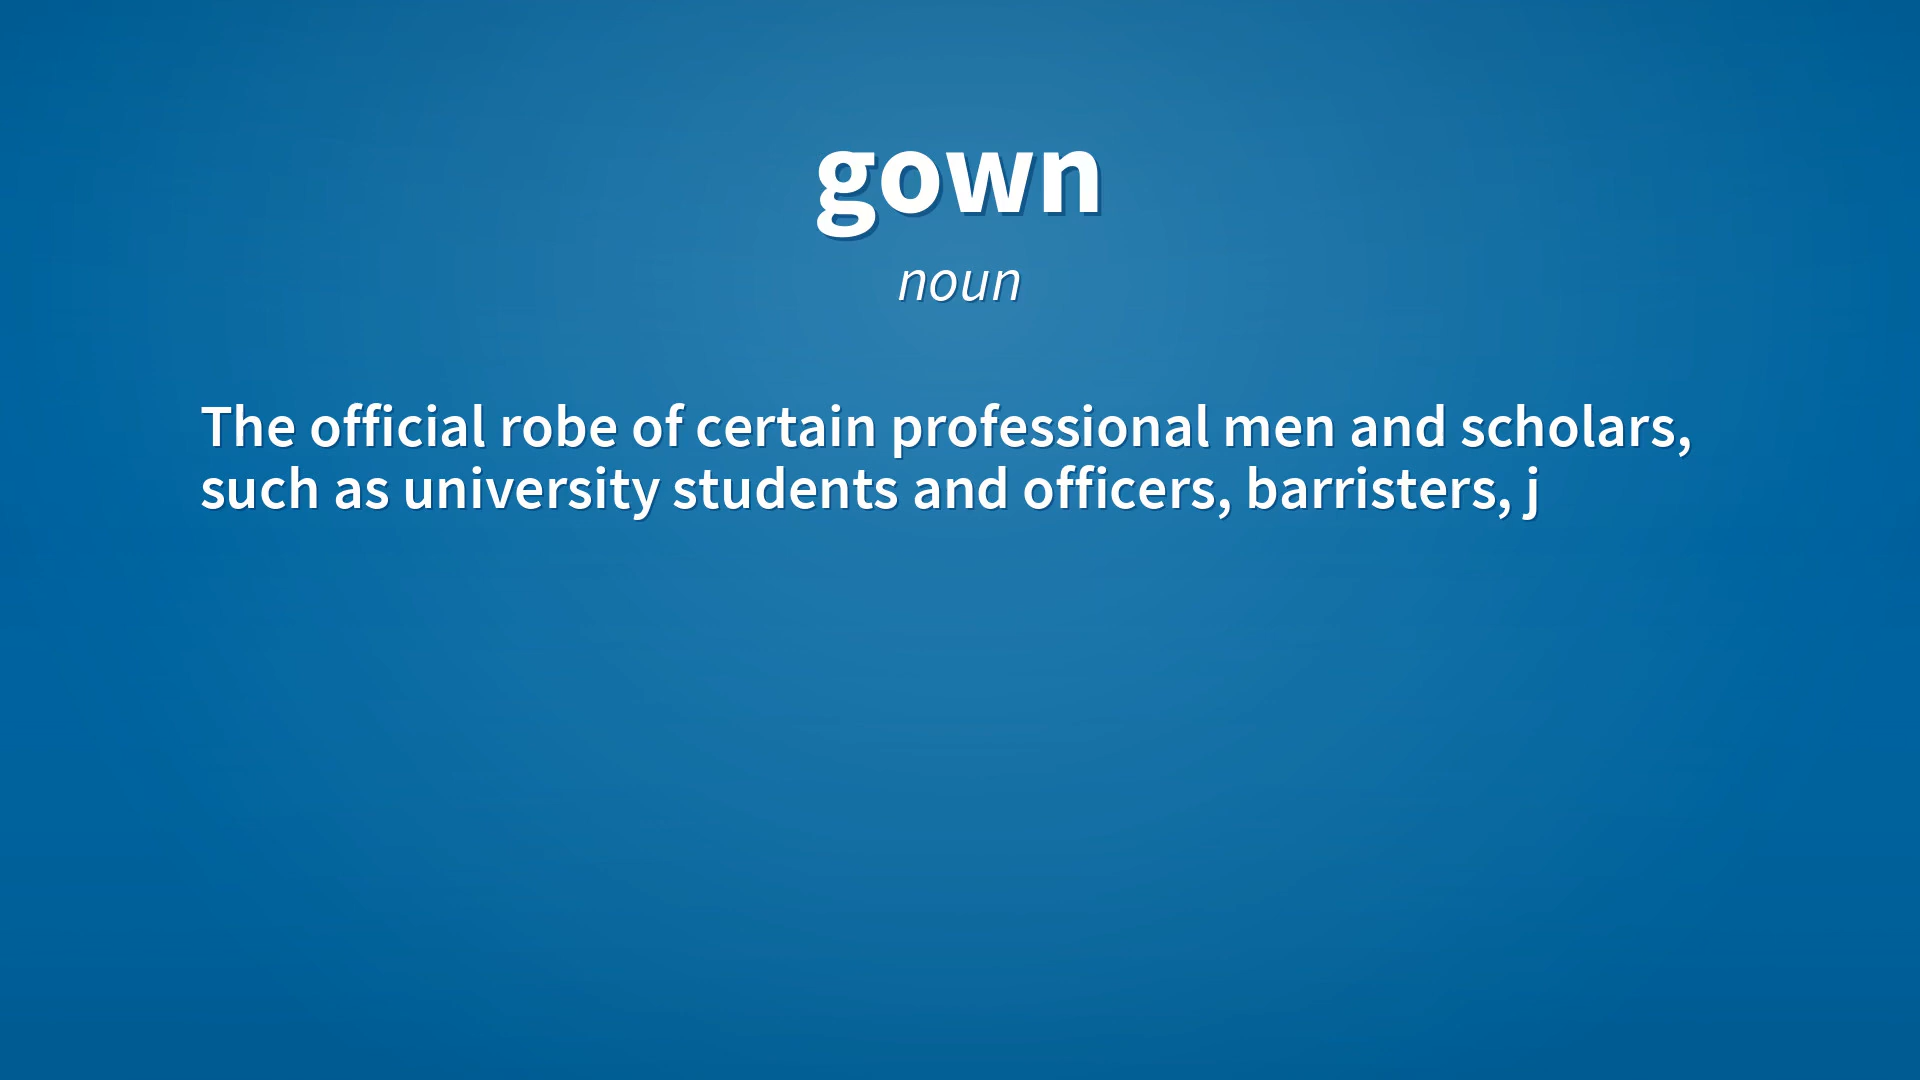 gown
noun
The official robe of certain professional men and scholars,
such as university students and officers, barristers, j